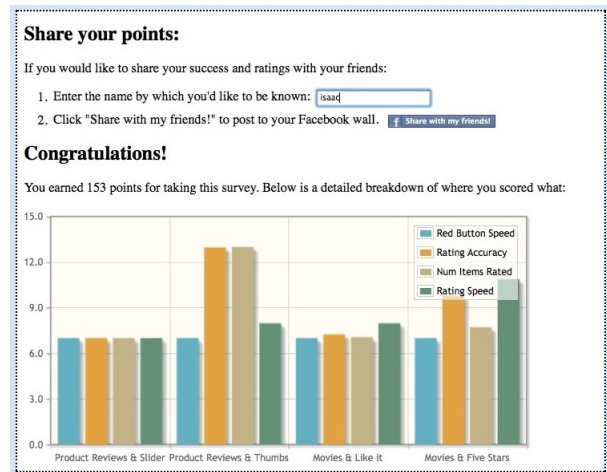 Share your points:
If you would like to share your success and ratings with your friends:
1. Enter the name by which you'd like to be known: isaac
2. Click "Share with my friends!" to post to your Facebook wall. f Share with my friends!
Congratulations!
You earned 153 points for taking this survey. Below is a detailed breakdown of where you scored what:
15.0
12.0
9.0
6.0
3.0
0.0
Red Button Speed
Rating Accuracy
Num Items Rated
Rating Speed
Product Reviews & Slider Product Reviews & Thumbs Movies & Like It Movies & Five Stars